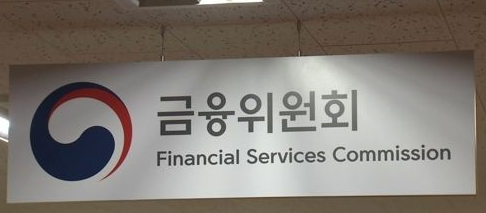 금융위원회
Financial Services Commission